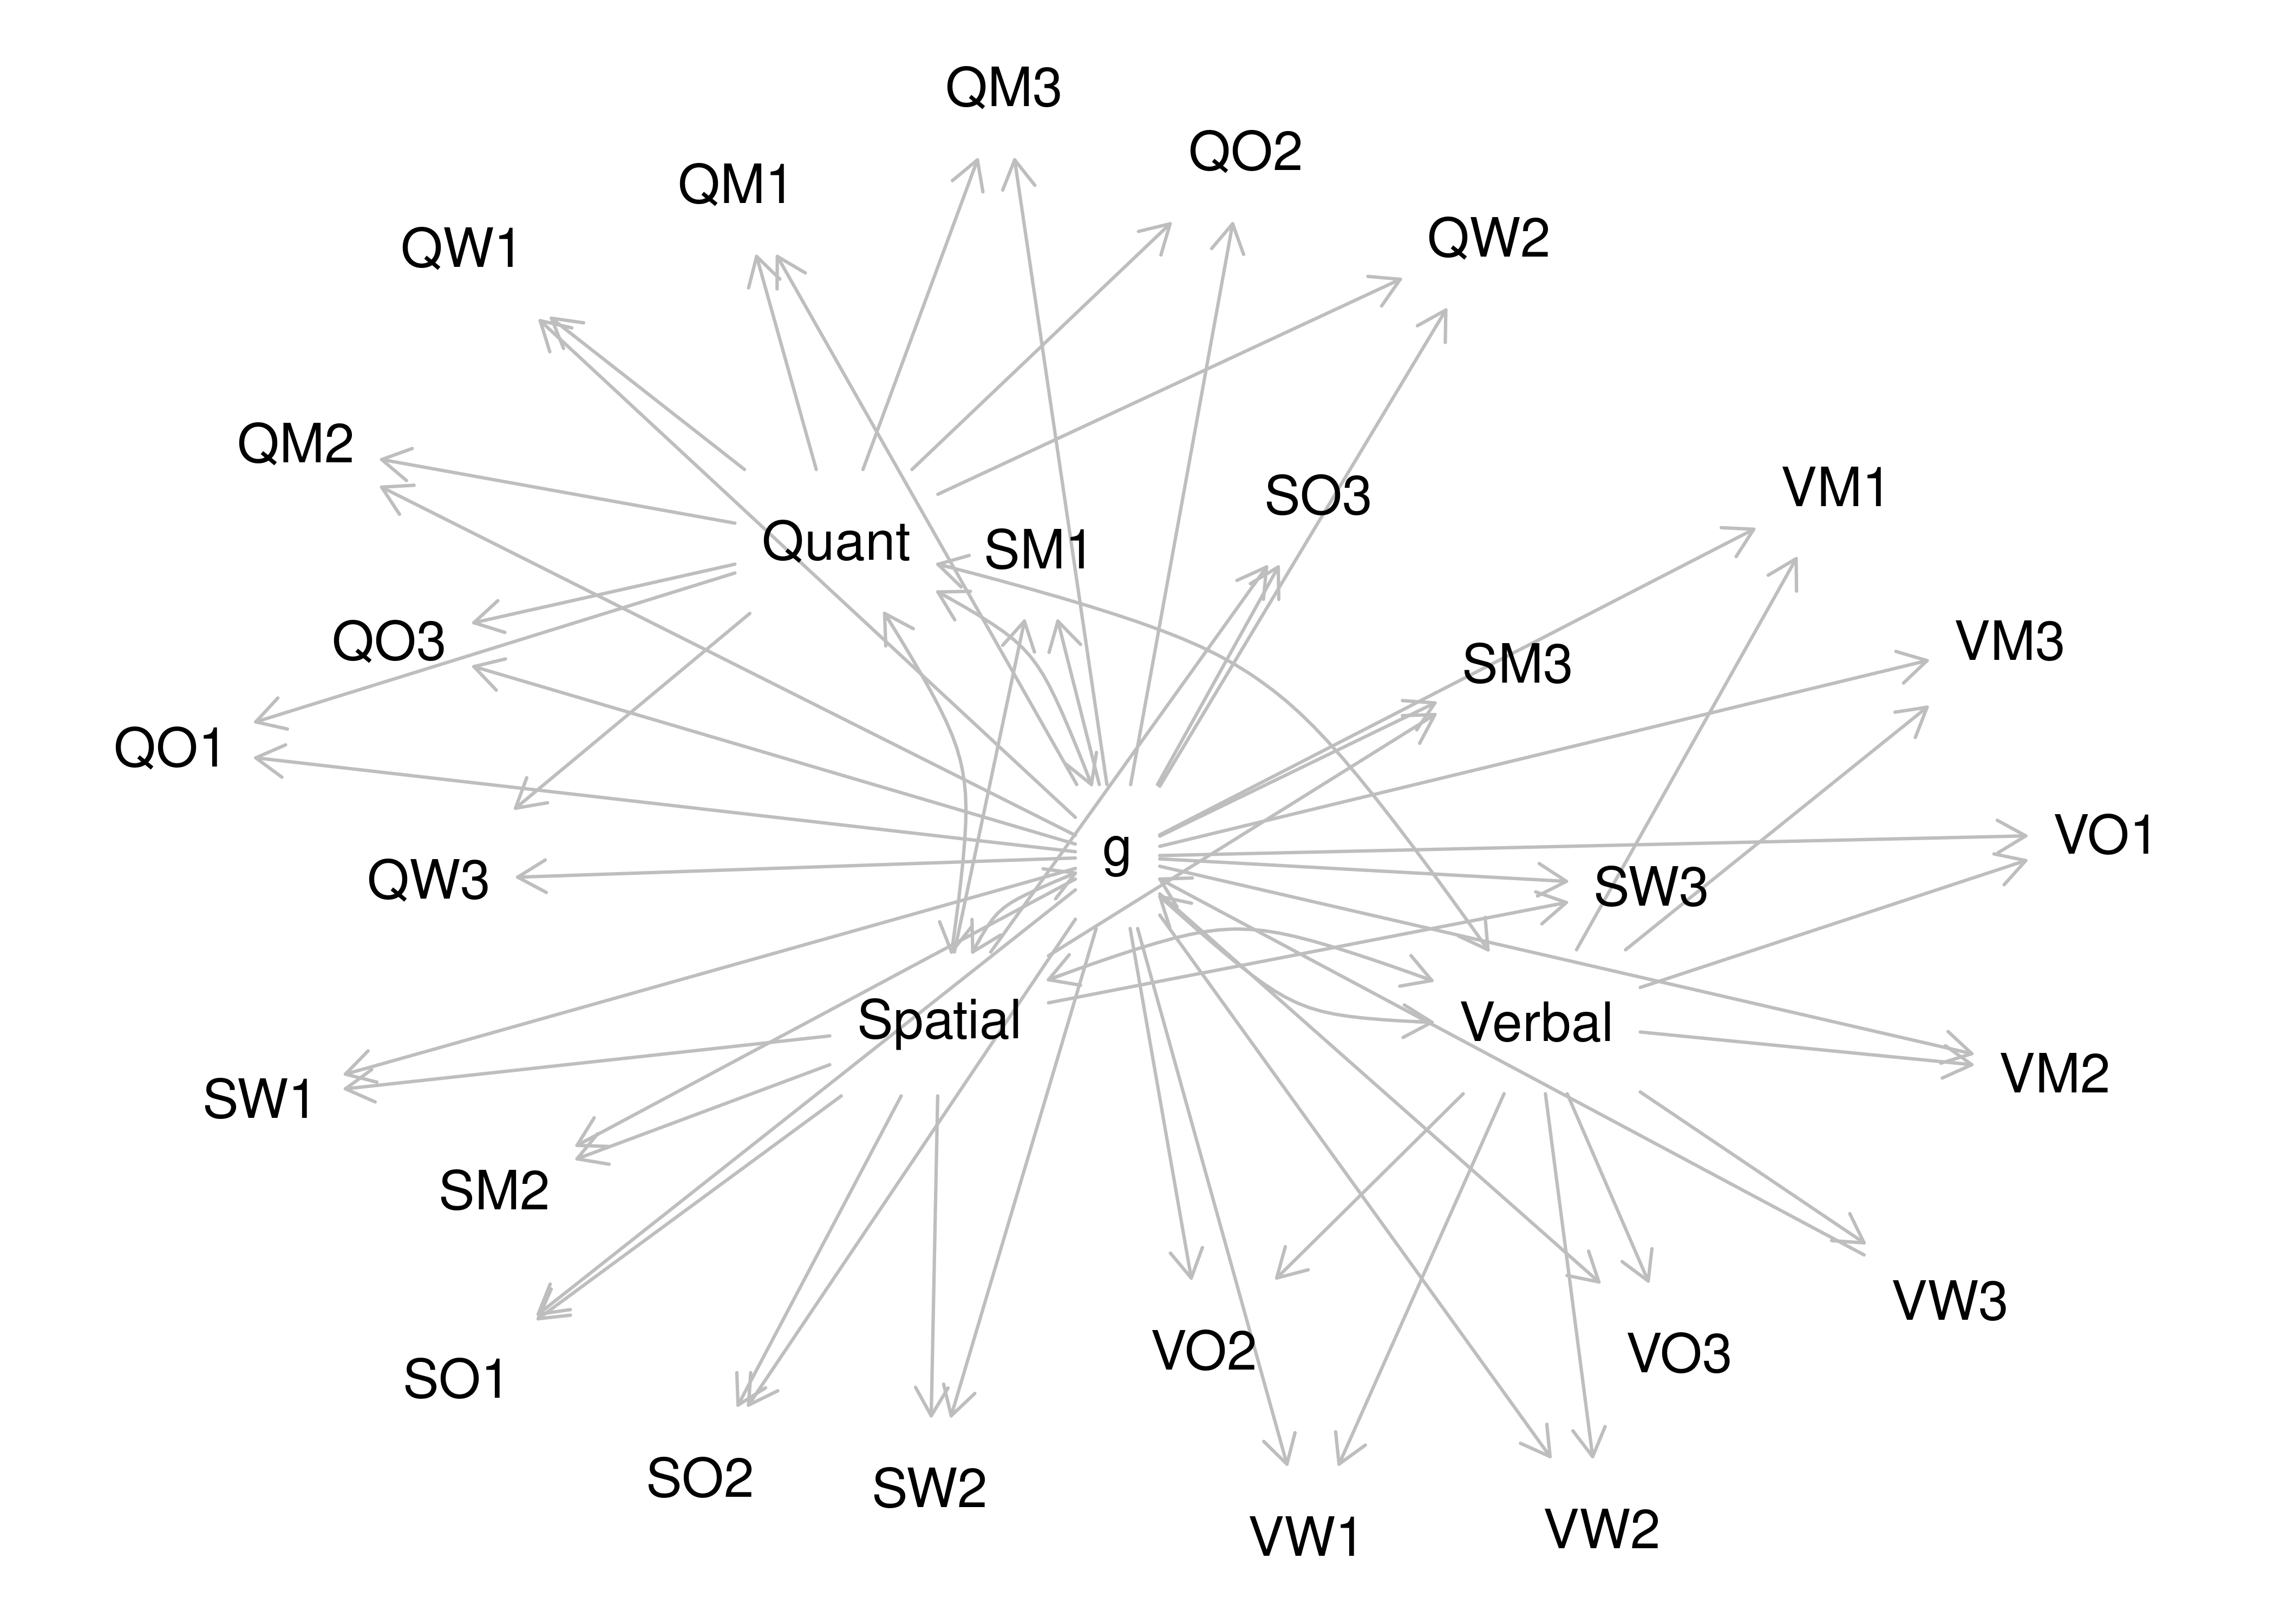 QM3
QO2
QM1
QW2
QW1
QM2
VM1
SO3
Quant
SM1
QO3
VM3
SM3
QO1
VO1
g
QW3
SW3
Spatial
Verbal
VM2
SW1
SM2
VW3
VO2
VO3
SO1
SO2
SW2
VW2
VW1